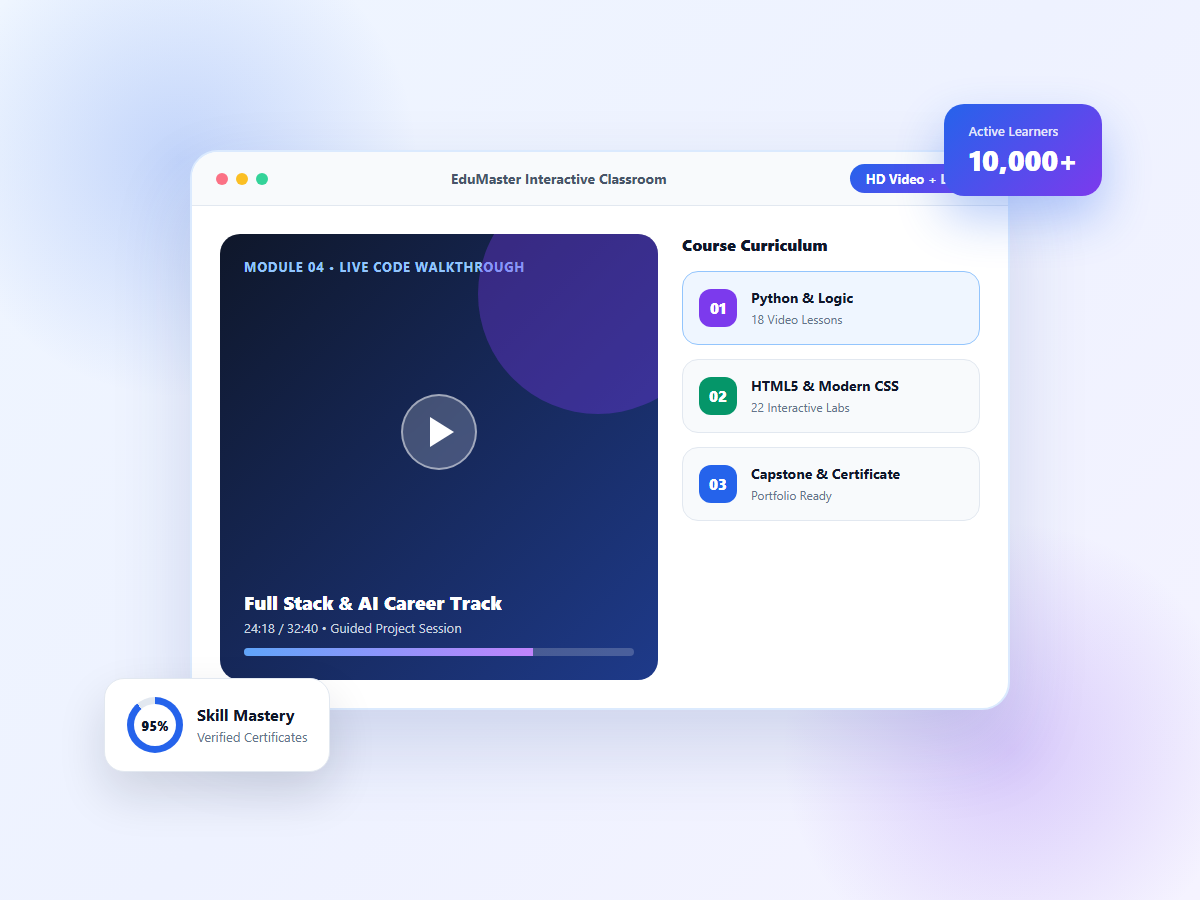 Active Learners
10,000+
EduMaster Interactive Classroom
HD Video + L
MODULE 04 • LIVE CODE WALKTHROUGH
Full Stack & AI Career Track
24:18 / 32:40 • Guided Project Session
Course Curriculum
01
Python & Logic
18 Video Lessons
02
HTML5 & Modern CSS
22 Interactive Labs
03
Capstone & Certificate
Portfolio Ready
95%
Skill Mastery
Verified Certificates